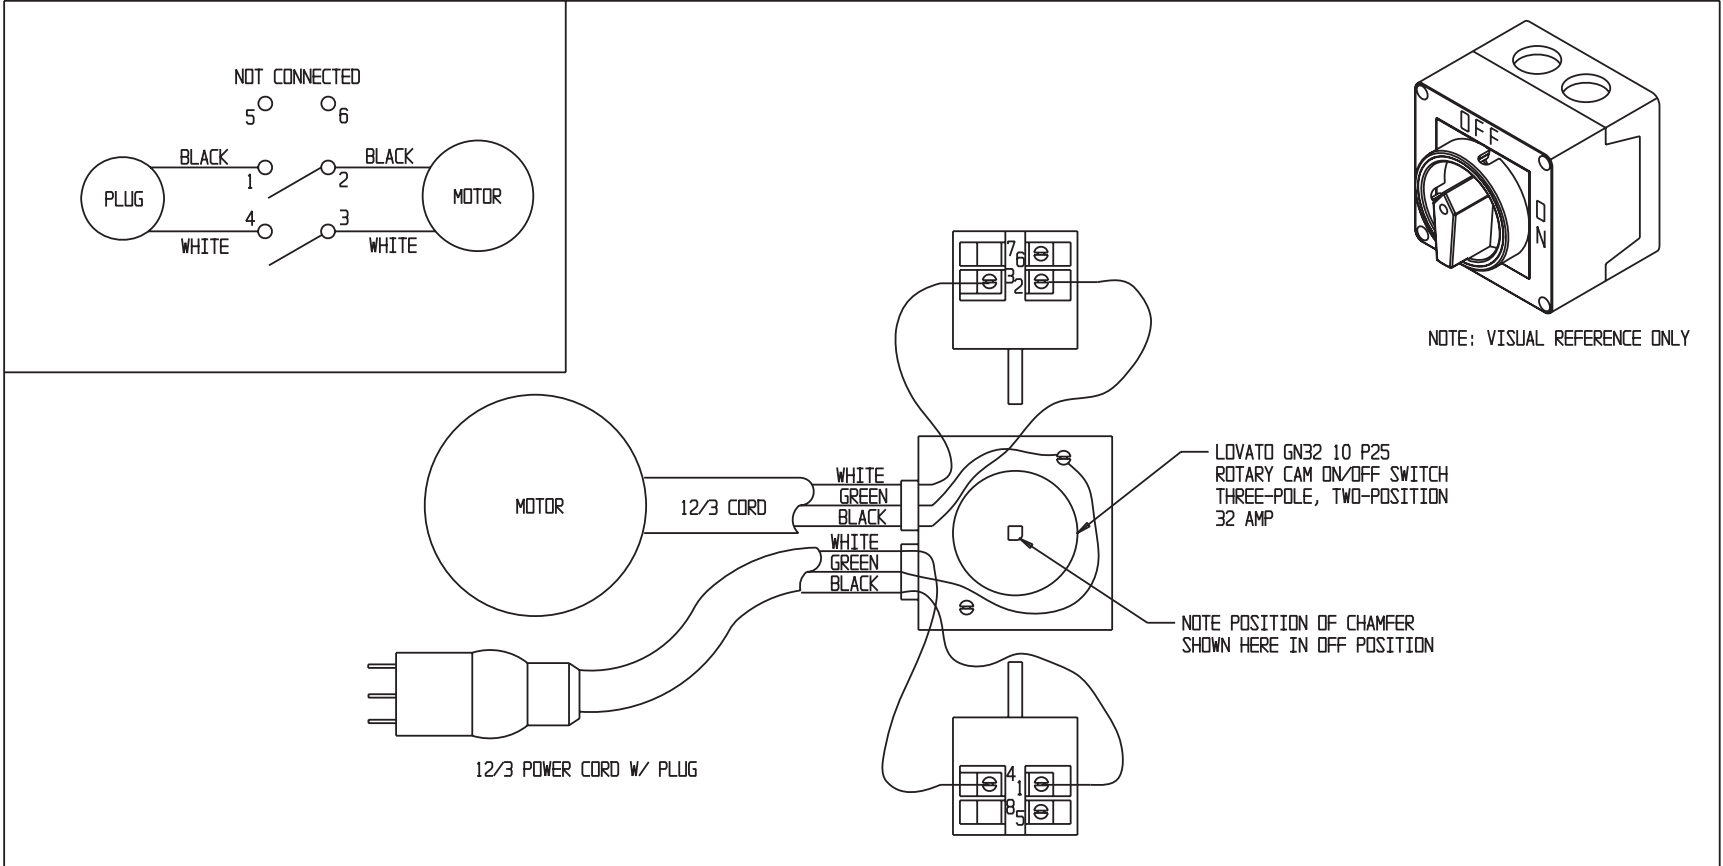 NOT CONNECTED
5 6
BLACK BLACK
1 2
PLUG MOTOR
4 3
WHITE WHITE
OFF
ON
NOTE: VISUAL REFERENCE ONLY
7
6
3
2
LOVATO GN32 10 P25
ROTARY CAM ON/OFF SWITCH
THREE-POLE, TWO-POSITION
32 AMP
MOTOR
12/3 CORD
WHITE
GREEN
BLACK
WHITE
GREEN
BLACK
NOTE POSITION OF CHAMFER
SHOWN HERE IN OFF POSITION
12/3 POWER CORD W/ PLUG
4
1
8
5